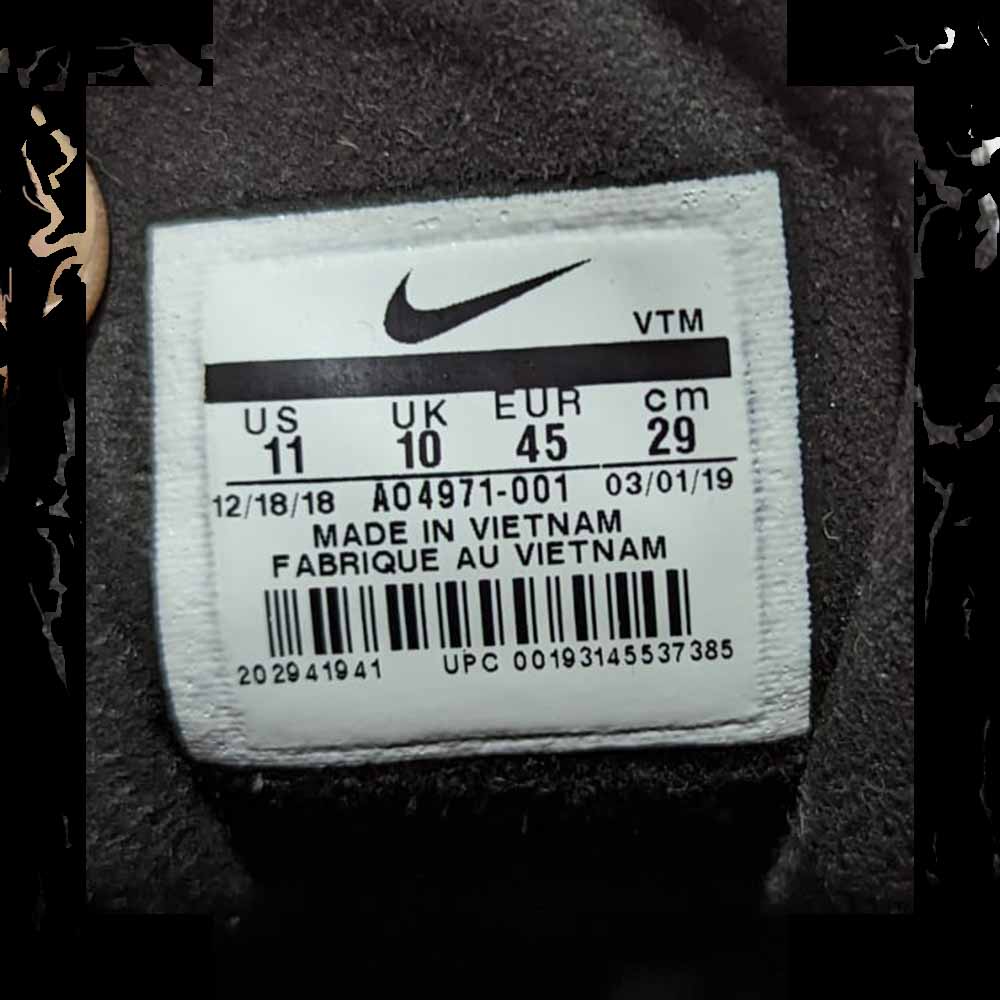 VTM
US UK EUR cm
11 10 45 29
12/18/18 AO4971-001 03/01/19
MADE IN VIETNAM
FABRIQUE AU VIETNAM
202941941 UPC 00193145537385